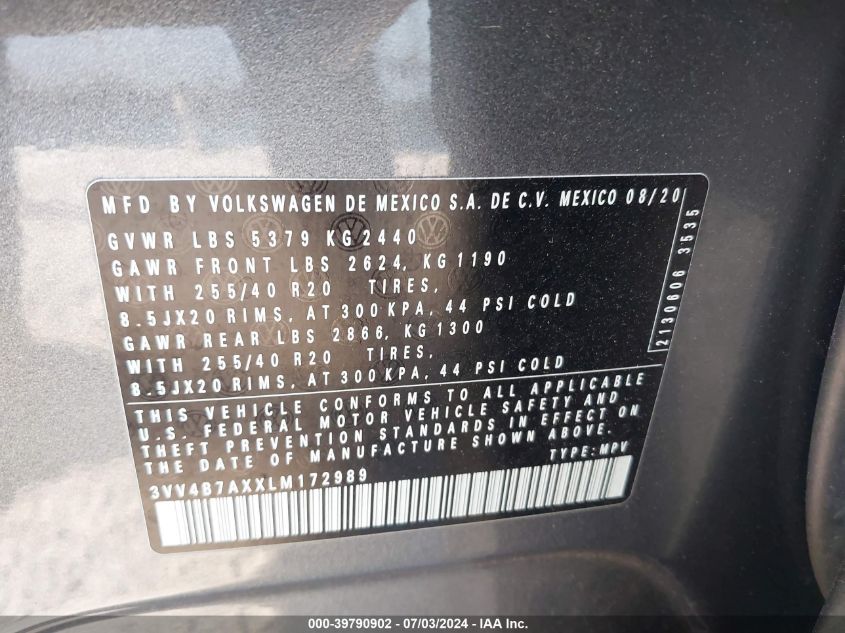 MFD BY VOLKSWAGEN DE MEXICO S.A. DE C.V. MEXICO 08/20
GVWR LBS 5379 KG 2440
GAWR FRONT LBS 2624, KG 1190
WITH 255/40 R20 TIRES,
8.5JX20 RIMS, AT 300 KPA, 44 PSI COLD
GAWR REAR LBS 2866, KG 1300
WITH 255/40 R20 TIRES,
8.5JX20 RIMS, AT 300 KPA, 44 PSI COLD
2130606 3535
THIS VEHICLE CONFORMS TO ALL APPLICABLE
U.S. FEDERAL MOTOR VEHICLE SAFETY AND
THEFT PREVENTION STANDARDS IN EFFECT ON
THE DATE OF MANUFACTURE SHOWN ABOVE.
TYPE: MPV
3VV4B7AXXLM172989
000-39790902 - 07/03/2024 - IAA Inc.